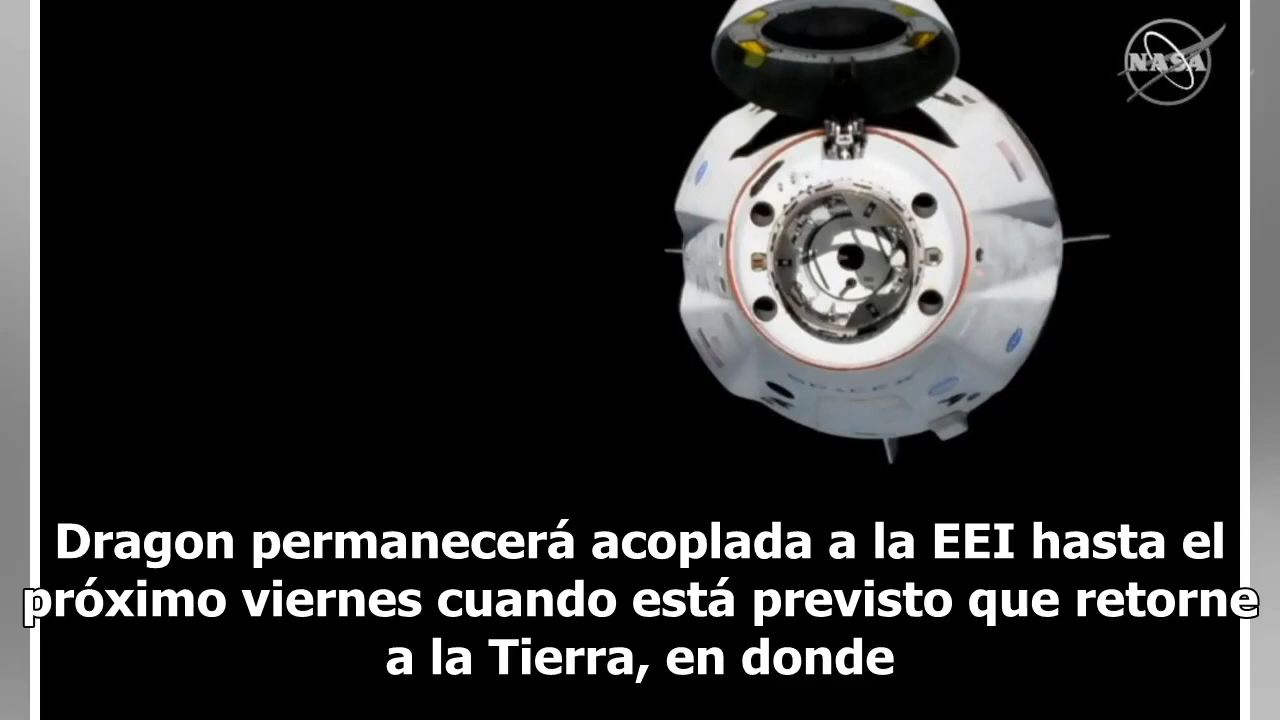 NASA
SPACEX
Dragon permanecerá acoplada a la EEI hasta el
próximo viernes cuando está previsto que retorne
a la Tierra, en donde